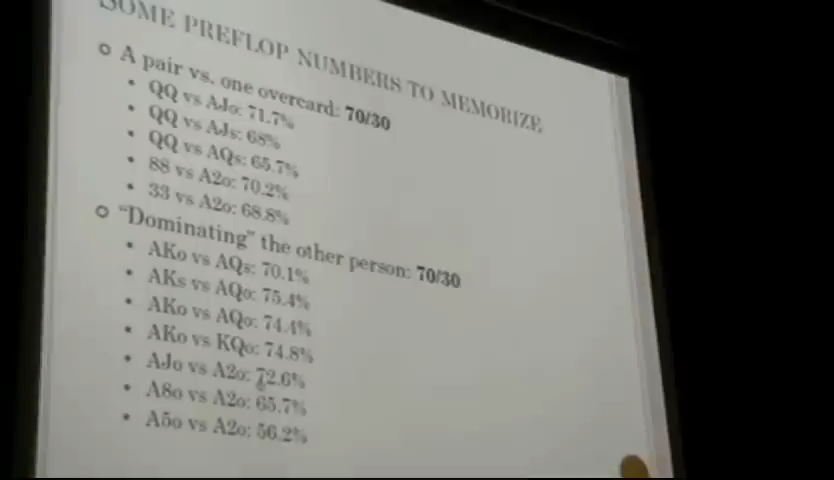 SOME PREFLOP NUMBERS TO MEMORIZE
A pair vs. one overcard: 70/30
QQ vs AJo: 71.7%
QQ vs AJs: 68%
QQ vs AQs: 65.7%
88 vs A2o: 70.2%
33 vs A2o: 68.8%
"Dominating" the other person: 70/30
AKo vs AQs: 70.1%
AKs vs AQo: 75.4%
AKo vs AQo: 74.4%
AKo vs KQo: 74.8%
AJo vs A2o: 72.6%
A8o vs A2o: 65.7%
A5o vs A2o: 56.2%